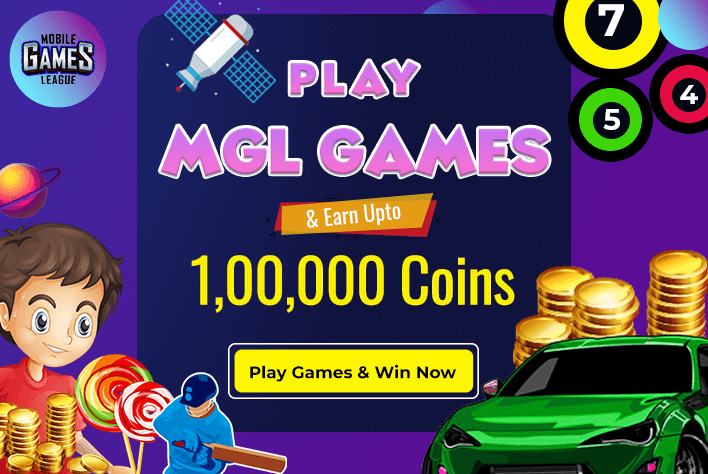 MOBILE
GAMES
LEAGUE
PLAY
MGL GAMES
& Earn Upto
1,00,000 Coins
Play Games & Win Now
7
5
4